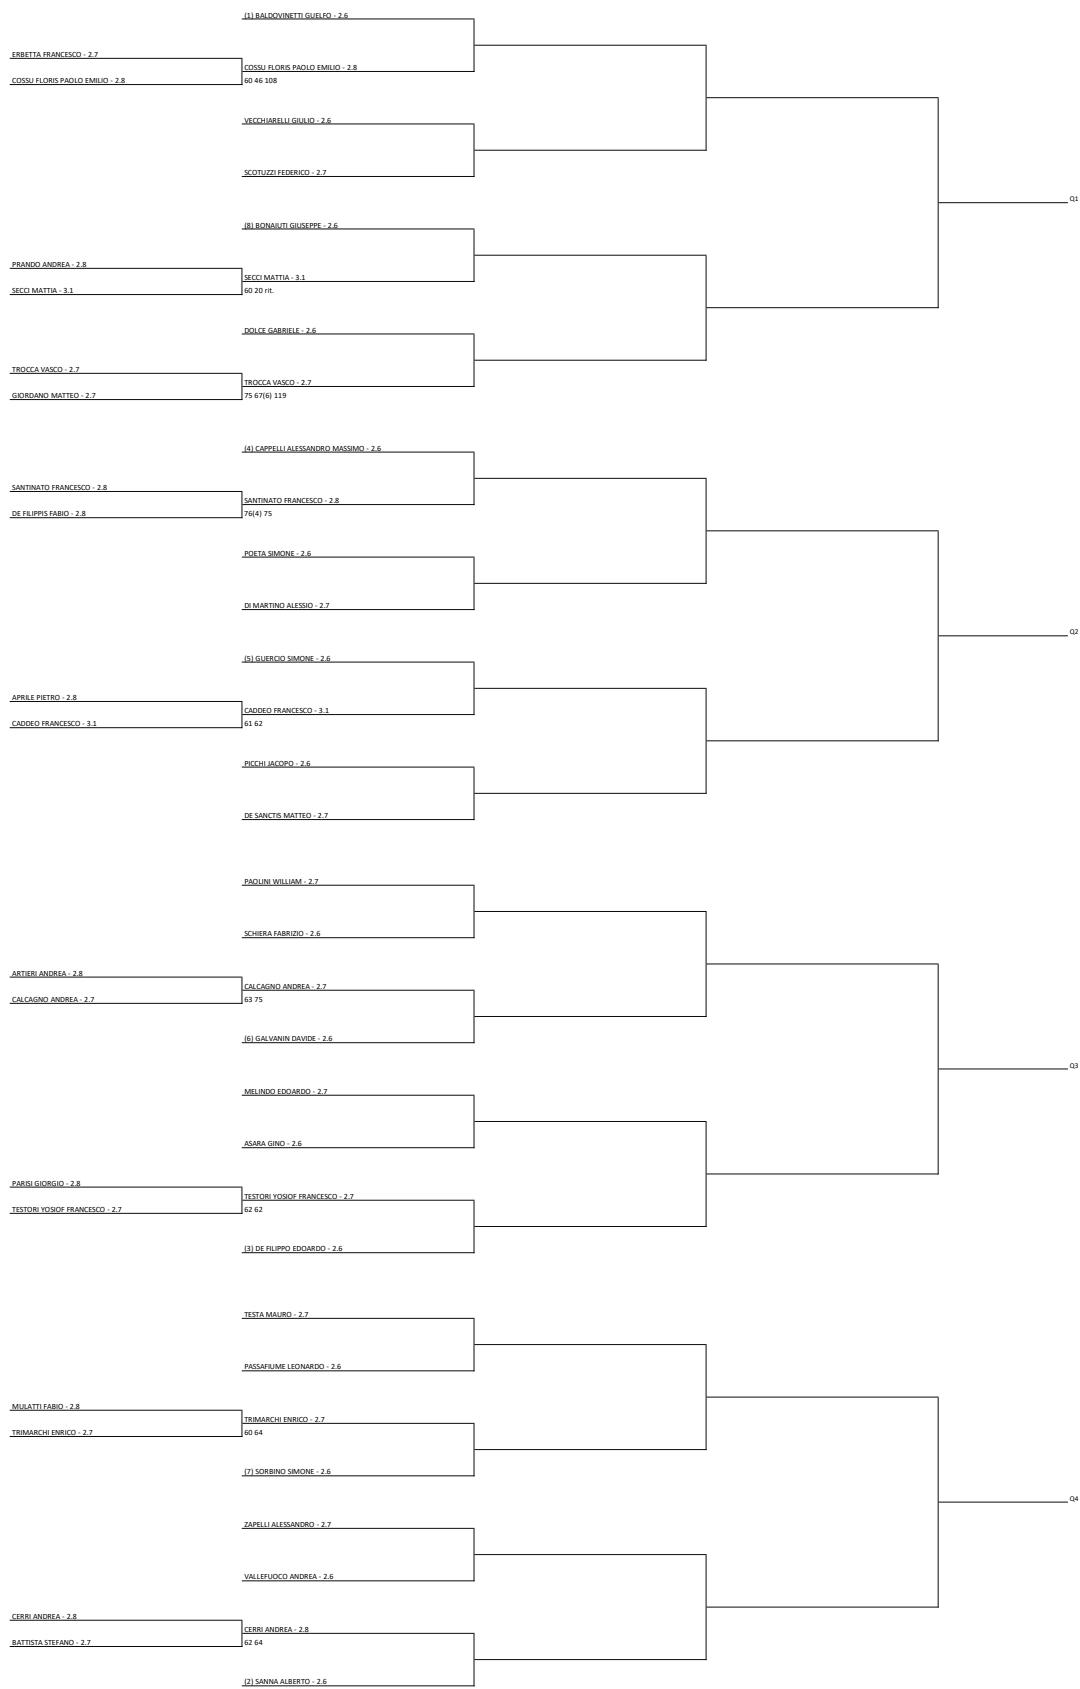 (1) BALDOVINETTI GUELFO - 2.6
ERBETTA FRANCESCO - 2.7
COSSU FLORIS PAOLO EMILIO - 2.8
COSSU FLORIS PAOLO EMILIO - 2.8
60 46 108
VECCHIARELLI GIULIO - 2.6
SCOTUZZI FEDERICO - 2.7
Q1
(8) BONAIUTI GIUSEPPE - 2.6
PRANDO ANDREA - 2.8
SECCI MATTIA - 3.1
SECCI MATTIA - 3.1
60 20 rit.
DOLCE GABRIELE - 2.6
TROCCA VASCO - 2.7
TROCCA VASCO - 2.7
GIORDANO MATTEO - 2.7
75 67(6) 119
(4) CAPPELLI ALESSANDRO MASSIMO - 2.6
SANTINATO FRANCESCO - 2.8
SANTINATO FRANCESCO - 2.8
DE FILIPPIS FABIO - 2.8
76(4) 75
POETA SIMONE - 2.6
DI MARTINO ALESSIO - 2.7
Q2
(5) GUERCIO SIMONE - 2.6
APRILE PIETRO - 2.8
CADDEO FRANCESCO - 3.1
CADDEO FRANCESCO - 3.1
61 62
PICCHI JACOPO - 2.6
DE SANCTIS MATTEO - 2.7
PAOLINI WILLIAM - 2.7
SCHIERA FABRIZIO - 2.6
ARTIERI ANDREA - 2.8
CALCAGNO ANDREA - 2.7
CALCAGNO ANDREA - 2.7
63 75
(6) GALVANIN DAVIDE - 2.6
Q3
MELINDO EDOARDO - 2.7
ASARA GINO - 2.6
PARISI GIORGIO - 2.8
TESTORI YOSIOF FRANCESCO - 2.7
TESTORI YOSIOF FRANCESCO - 2.7
62 62
(3) DE FILIPPO EDOARDO - 2.6
TESTA MAURO - 2.7
PASSAFIUME LEONARDO - 2.6
MULATTI FABIO - 2.8
TRIMARCHI ENRICO - 2.7
TRIMARCHI ENRICO - 2.7
60 64
(7) SORBINO SIMONE - 2.6
Q4
ZAPELLI ALESSANDRO - 2.7
VALLEFUOCO ANDREA - 2.6
CERRI ANDREA - 2.8
CERRI ANDREA - 2.8
BATTISTA STEFANO - 2.7
62 64
(2) SANNA ALBERTO - 2.6